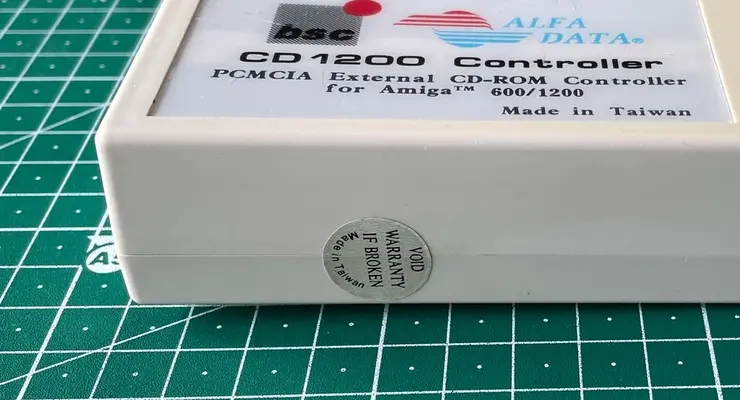 bsc
ALFA
DATA®
CD1200 Controller
PCMCIA External CD-ROM Controller
for Amiga™ 600/1200
Made in Taiwan
VOID
WARRANTY
IF BROKEN
Made in Taiwan